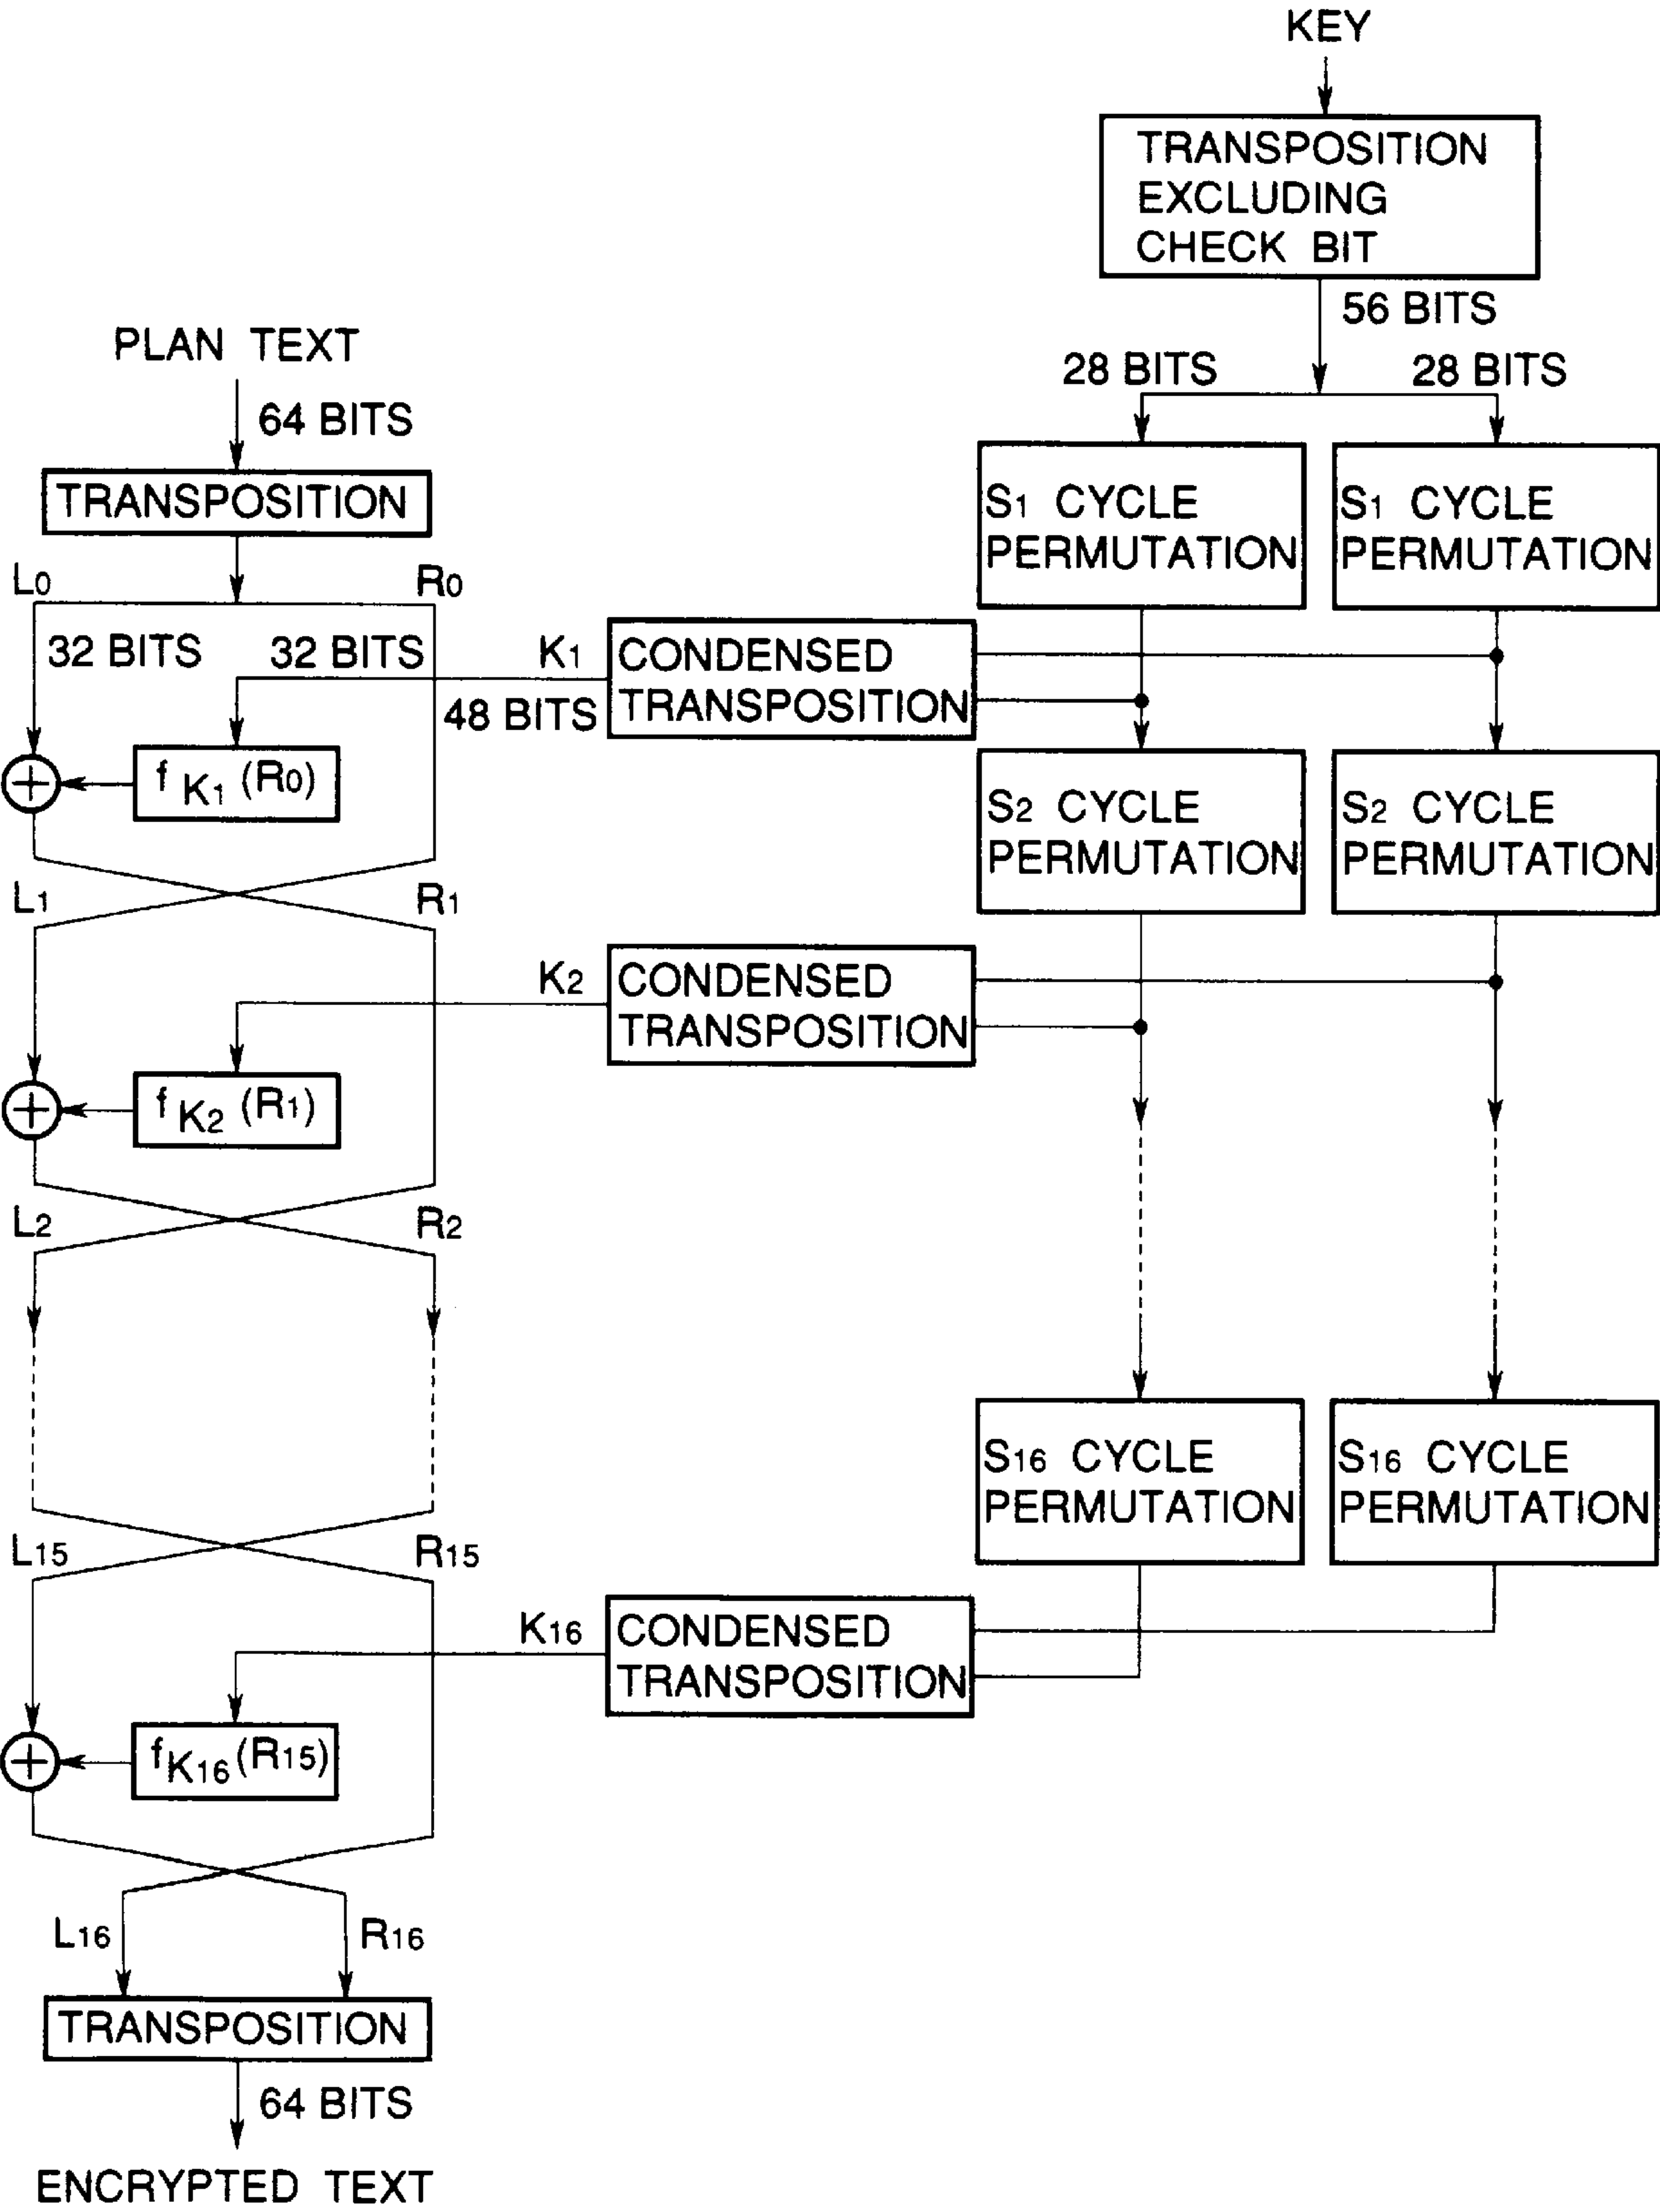 KEY
TRANSPOSITION
EXCLUDING
CHECK BIT
56 BITS
28 BITS
28 BITS
PLAN TEXT
64 BITS
TRANSPOSITION
S1 CYCLE
PERMUTATION
S1 CYCLE
PERMUTATION
L0
R0
32 BITS
32 BITS
K1
48 BITS
CONDENSED
TRANSPOSITION
f K1 (R0)
S2 CYCLE
PERMUTATION
S2 CYCLE
PERMUTATION
L1
R1
K2
CONDENSED
TRANSPOSITION
f K2 (R1)
L2
R2
S16 CYCLE
PERMUTATION
S16 CYCLE
PERMUTATION
L15
R15
K16
CONDENSED
TRANSPOSITION
f K16 (R15)
L16
R16
TRANSPOSITION
64 BITS
ENCRYPTED TEXT